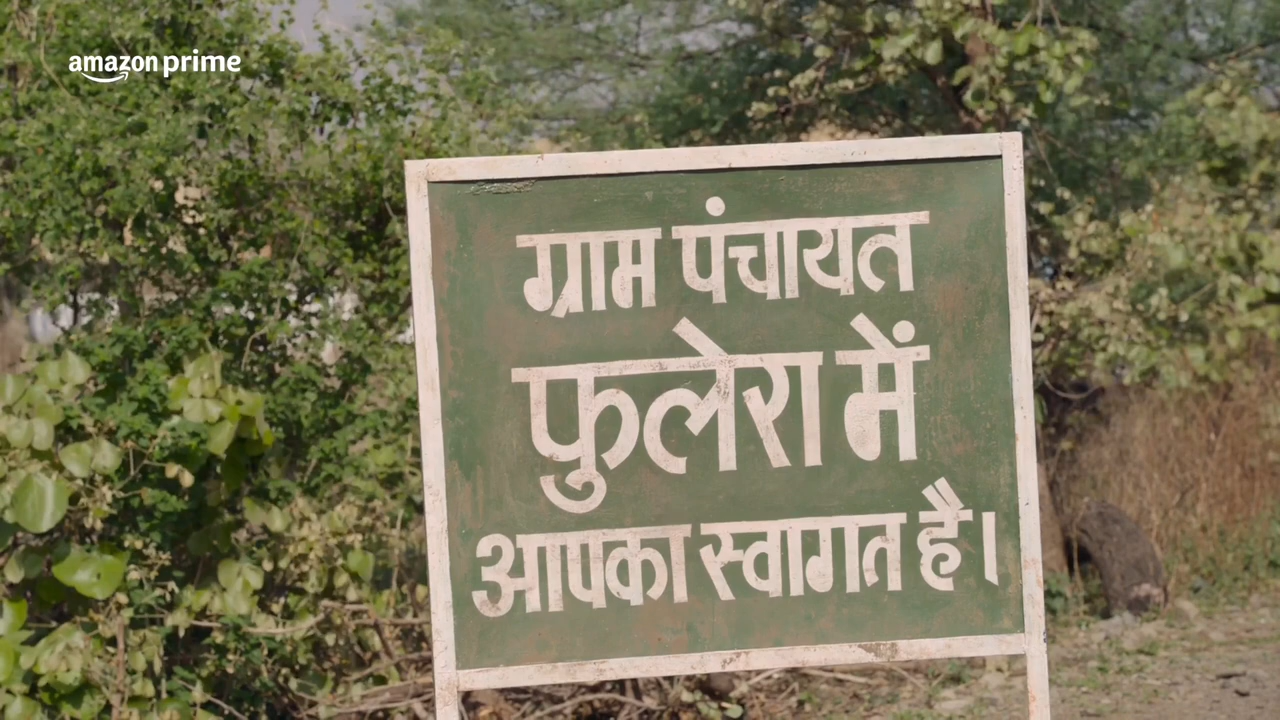 amazon prime
ग्राम पंचायत
फुलेरा में
आपका स्वागत है।